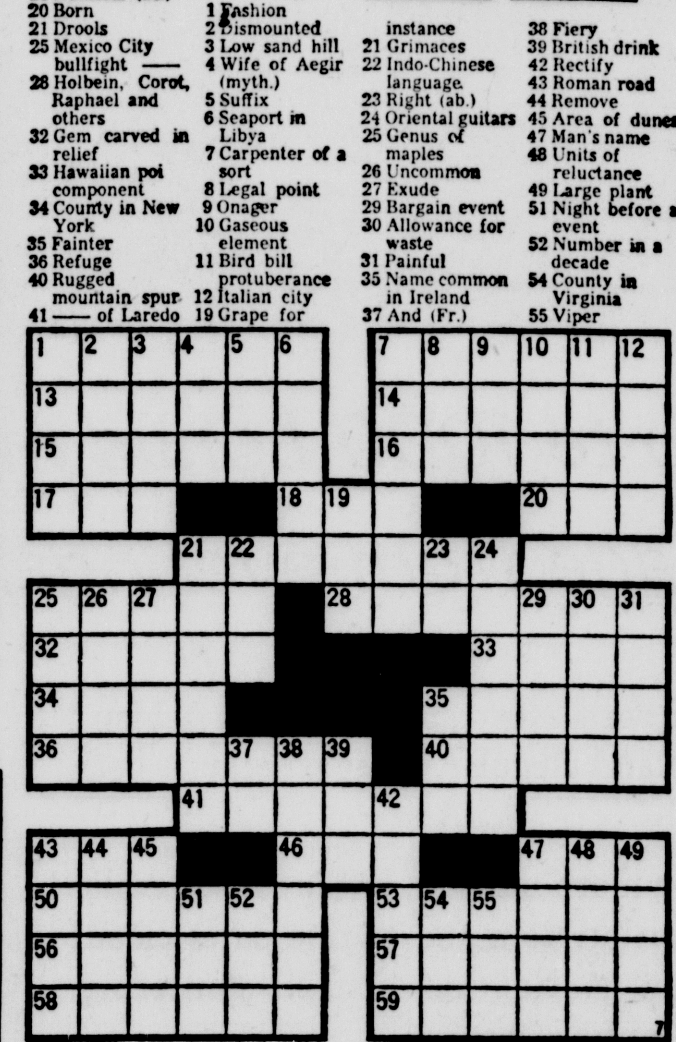 20 Born
21 Drools
25 Mexico City
bullfight ——
28 Holbein, Corot,
Raphael and
others
32 Gem carved in
relief
33 Hawaiian poi
component
34 County in New
York
35 Fainter
36 Refuge
40 Rugged
mountain spur
41 —— of Laredo
1 Fashion
2 Dismounted
3 Low sand hill
4 Wife of Aegir
(myth.)
5 Suffix
6 Seaport in
Libya
7 Carpenter of a
sort
8 Legal point
9 Onager
10 Gaseous
element
11 Bird bill
protuberance
12 Italian city
19 Grape for
instance
21 Grimaces
22 Indo-Chinese
language
23 Right (ab.)
24 Oriental guitars
25 Genus of
maples
26 Uncommon
27 Exude
29 Bargain event
30 Allowance for
waste
31 Painful
35 Name common
in Ireland
37 And (Fr.)
38 Fiery
39 British drink
42 Rectify
43 Roman road
44 Remove
45 Area of dunes
47 Man's name
48 Units of
reluctance
49 Large plant
51 Night before a
event
52 Number in a
decade
54 County in
Virginia
55 Viper
1 2 3 4 5 6 7 8 9 10 11 12
13 14
15 16
17 18 19 20
21 22 23 24
25 26 27 28 29 30 31
32 33
34 35
36 37 38 39 40
41 42
43 44 45 46 47 48 49
50 51 52 53 54 55
56 57
58 59
7